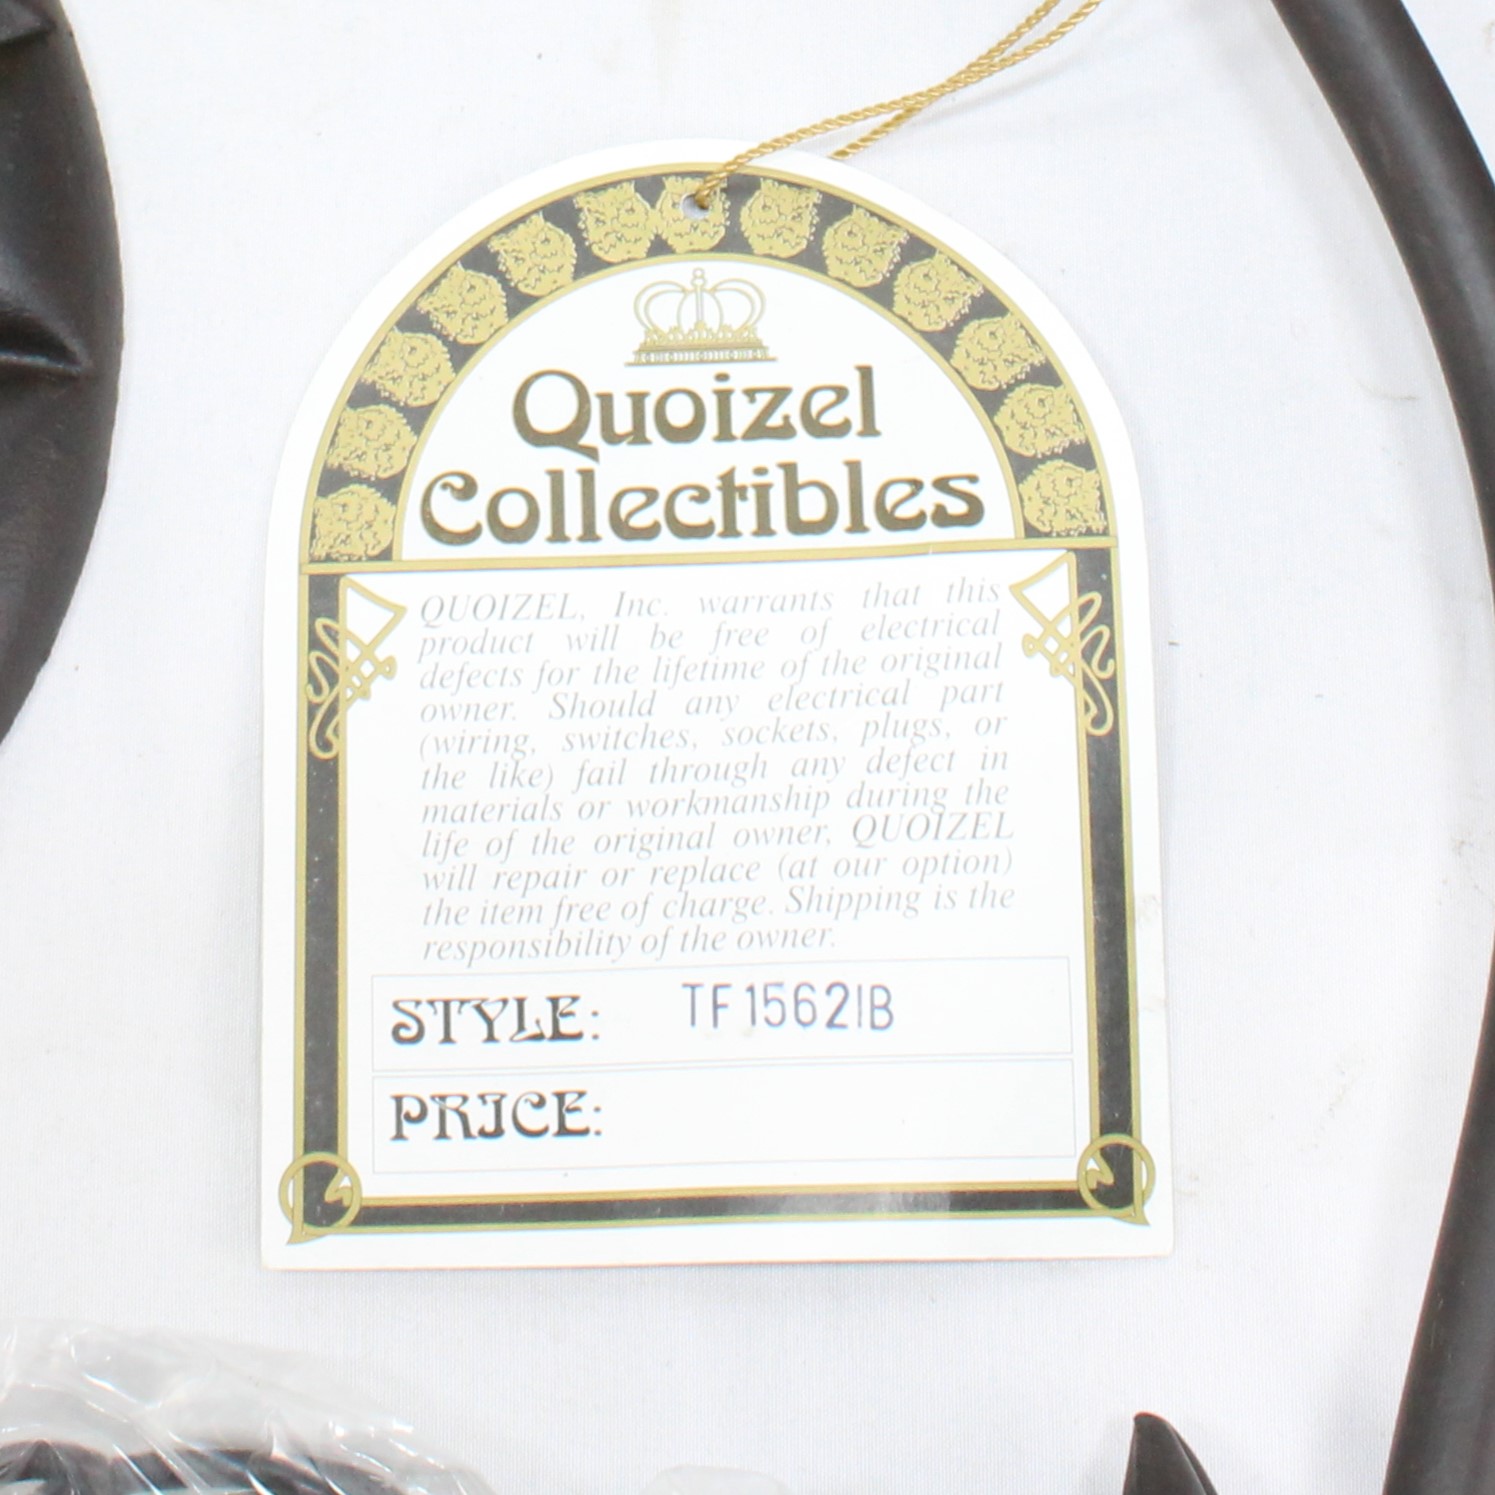 Quoizel
Collectibles
QUOIZEL, Inc. warrants that this
product will be free of electrical
defects for the lifetime of the original
owner. Should any electrical part
(wiring, switches, sockets, plugs, or
the like) fail through any defect in
materials or workmanship during the
life of the original owner, QUOIZEL
will repair or replace (at our option)
the item free of charge. Shipping is the
responsibility of the owner.
STYLE: TF1562IB
PRICE: